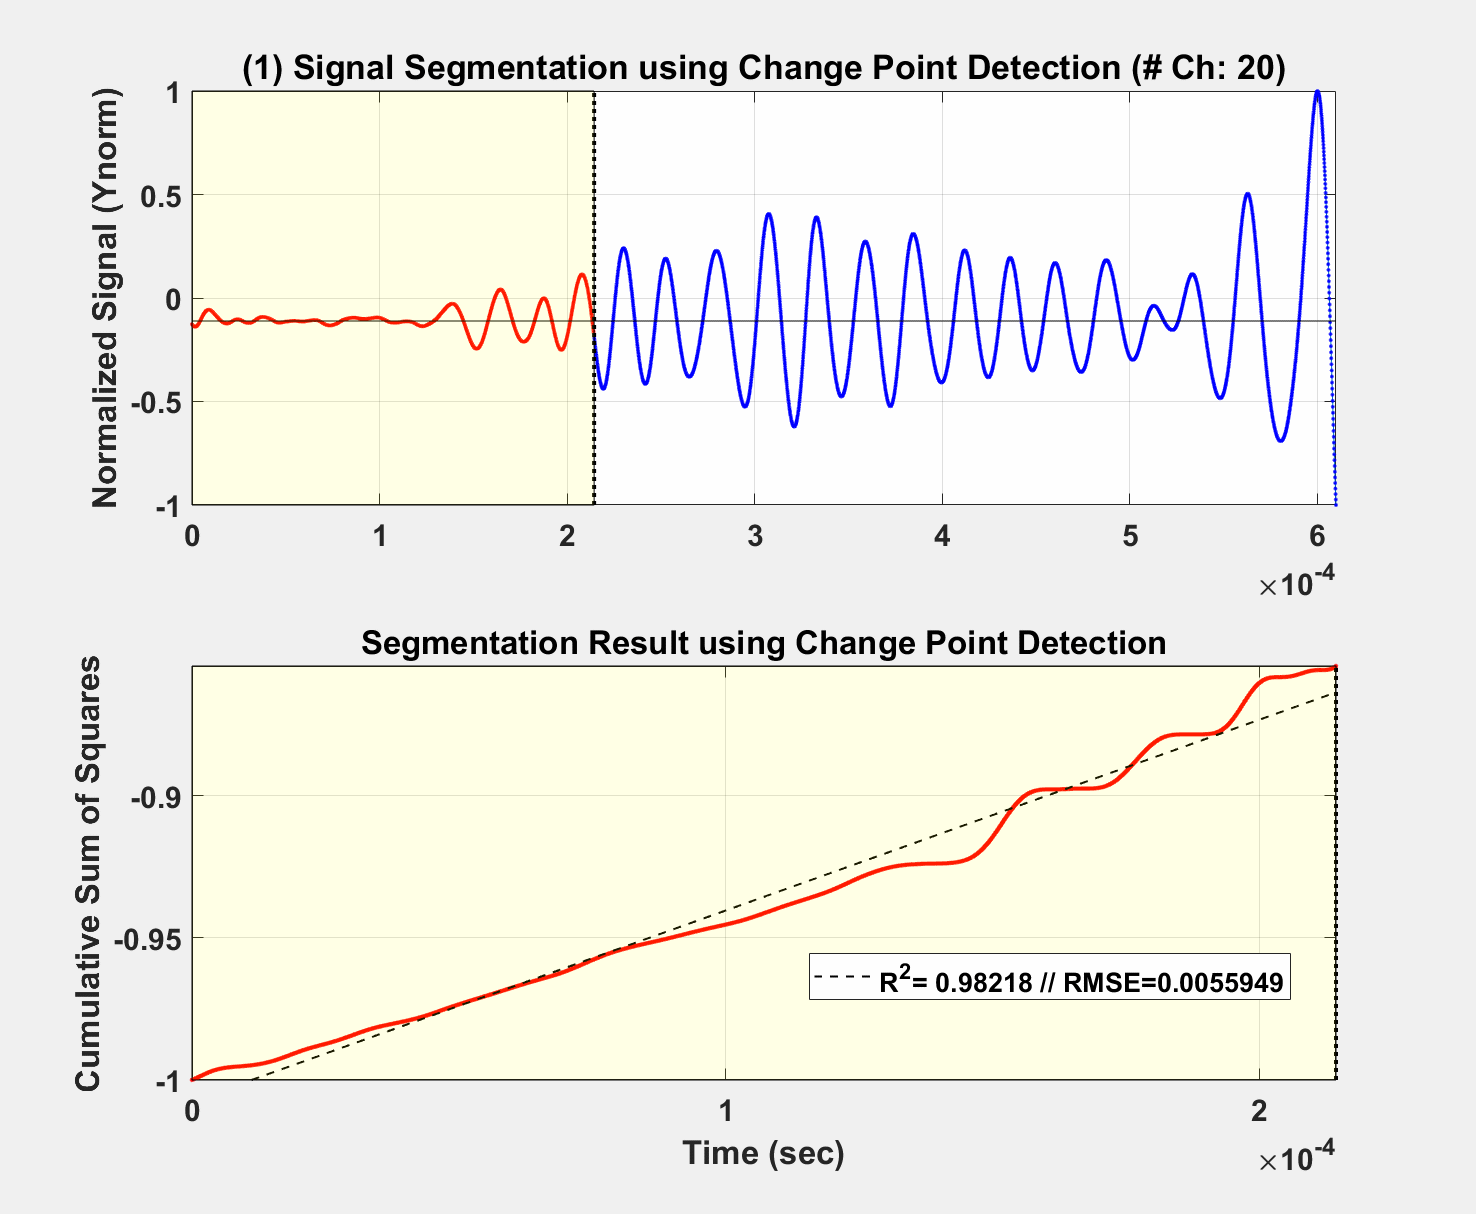 (1) Signal Segmentation using Change Point Detection (# Ch: 20)
Normalized Signal (Ynorm)
1
0.5
0
-0.5
-1
0 1 2 3 4 5 6
×10^-4
Segmentation Result using Change Point Detection
Cumulative Sum of Squares
-0.9
-0.95
-1
R^2= 0.98218 // RMSE=0.0055949
0 1 2
Time (sec)
×10^-4